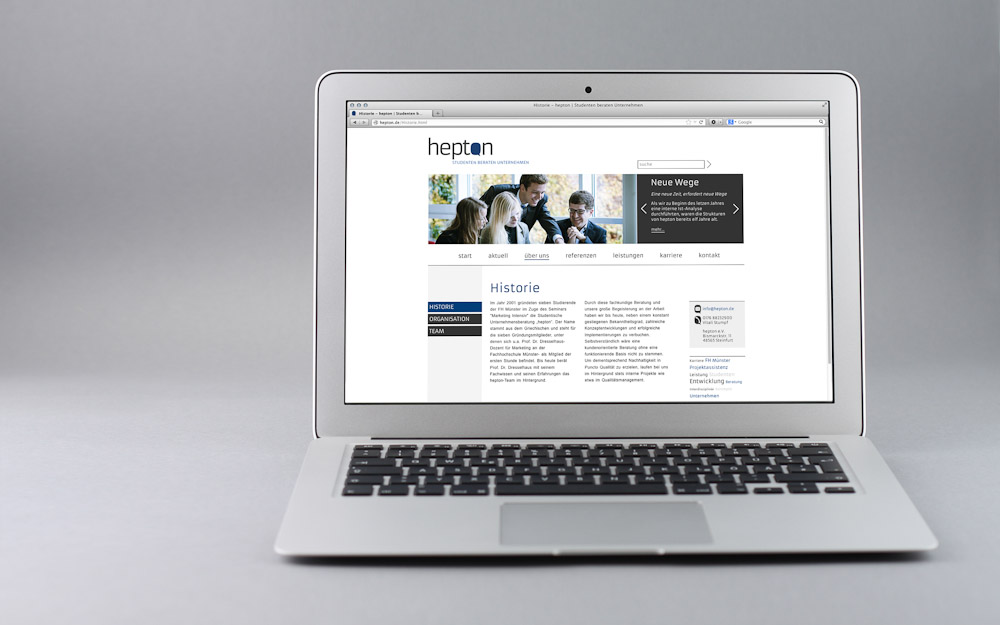 Historie – hepton | Studenten beraten Unternehmen
Historie – hepton | Studenten b...
hepton.de/historie.html
Google
hepton
STUDENTEN BERATEN UNTERNEHMEN
suche
Neue Wege
Eine neue Zeit, erfordert neue Wege
Als wir zu Beginn des letzen Jahres
eine interne Ist-Analyse
durchführten, waren die Strukturen
von hepton bereits elf Jahre alt.
mehr...
start aktuell über uns referenzen leistungen karriere kontakt
HISTORIE
ORGANISATION
TEAM
Historie
Im Jahr 2001 gründeten sieben Studierende
der FH Münster im Zuge des Seminars
"Marketing Intensiv" die Studentische
Unternehmensberatung „hepton“. Der Name
stammt aus dem Griechischen und steht für
die sieben Gründungsmitglieder, unter
denen sich u.a. Prof. Dr. Dresselhaus-
Dozent für Marketing an der
Fachhochschule Münster- als Mitglied der
ersten Stunde befindet. Bis heute berät
Prof. Dr. Dresselhaus mit seinem
Fachwissen und seinen Erfahrungen das
hepton-Team im Hintergrund.
Durch diese fachkundige Beratung und
unsere große Begeisterung an der Arbeit
haben wir bis heute, neben einem konstant
gestiegenen Bekanntheitsgrad, zahlreiche
Konzeptentwicklungen und erfolgreiche
Implementierungen zu verbuchen.
Selbstverständlich wäre eine
kundenorientierte Beratung ohne eine
funktionierende Basis nicht zu stemmen.
Um dementsprechend Nachhaltigkeit in
Puncto Qualität zu erzielen, laufen bei uns
im Hintergrund stets interne Projekte wie
etwa im Qualitätsmanagement.
info@hepton.de
hepton e.V.
48565 Steinfurt
Karriere FH Münster
Projektassistenz
Leistung Studenten
Entwicklung Beratung
Unternehmen